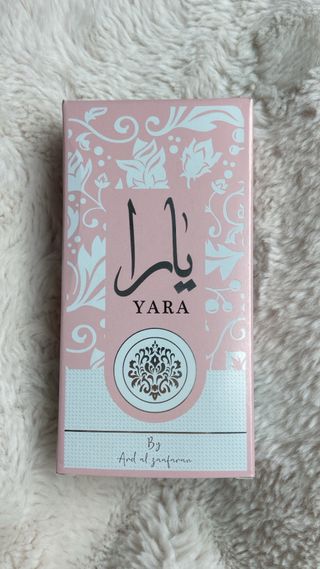 يارا
YARA
By
Ard al zaafaran